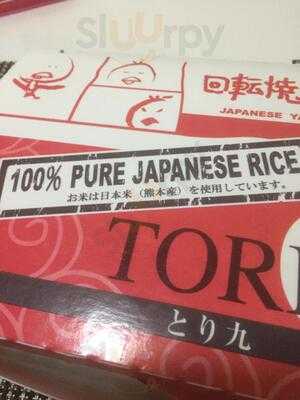 Sluurpy
回転焼
JAPANESE YA
100% PURE JAPANESE RICE
お米は日本米（熊本産）を使用しています。
TORI
とり九